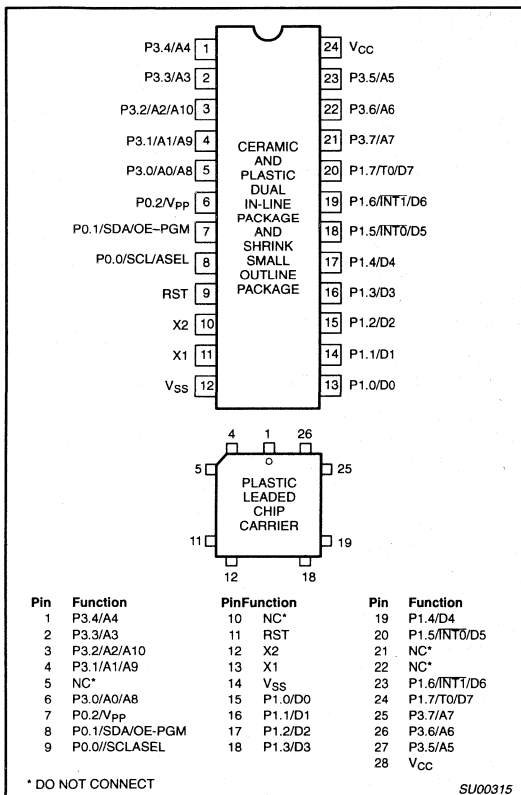 P3.4/A4 1
P3.3/A3 2
P3.2/A2/A10 3
P3.1/A1/A9 4
P3.0/A0/A8 5
P0.2/VPP 6
P0.1/SDA/OE–PGM 7
P0.0/SCL/ASEL 8
RST 9
X2 10
X1 11
VSS 12
CERAMIC
AND
PLASTIC
DUAL
IN-LINE
PACKAGE
AND
SHRINK
SMALL
OUTLINE
PACKAGE
24 VCC
23 P3.5/A5
22 P3.6/A6
21 P3.7/A7
20 P1.7/T0/D7
19 P1.6/INT1/D6
18 P1.5/INT0/D5
17 P1.4/D4
16 P1.3/D3
15 P1.2/D2
14 P1.1/D1
13 P1.0/D0
4 1 26
5 25
PLASTIC
LEADED
CHIP
CARRIER
11 19
12 18
Pin Function
1 P3.4/A4
2 P3.3/A3
3 P3.2/A2/A10
4 P3.1/A1/A9
5 NC*
6 P3.0/A0/A8
7 P0.2/VPP
8 P0.1/SDA/OE-PGM
9 P0.0//SCLASEL
PinFunction
10 NC*
11 RST
12 X2
13 X1
14 VSS
15 P1.0/D0
16 P1.1/D1
17 P1.2/D2
18 P1.3/D3
Pin Function
19 P1.4/D4
20 P1.5/INT0/D5
21 NC*
22 NC*
23 P1.6/INT1/D6
24 P1.7/T0/D7
25 P3.7/A7
26 P3.6/A6
27 P3.5/A5
28 VCC
* DO NOT CONNECT
SU00315